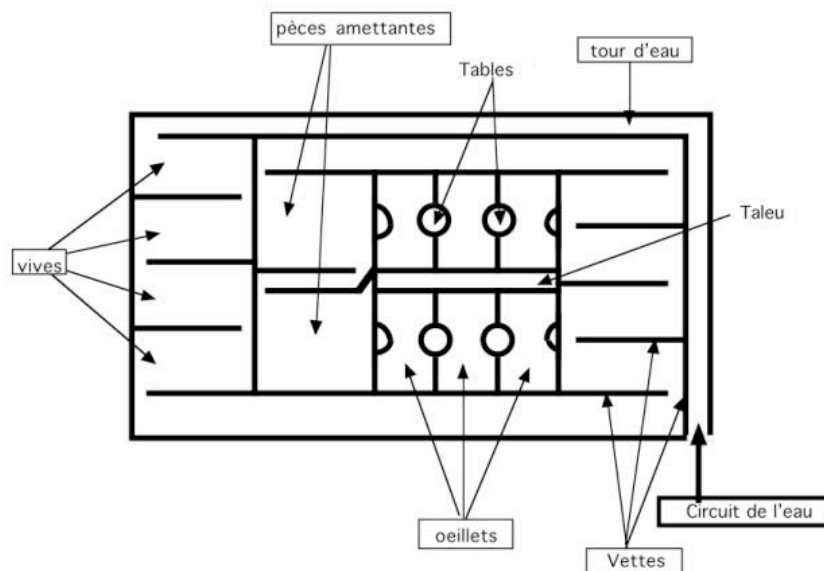 pèces amettantes
tour d'eau
Tables
Taleu
vives
Circuit de l'eau
oeillets
Vettes